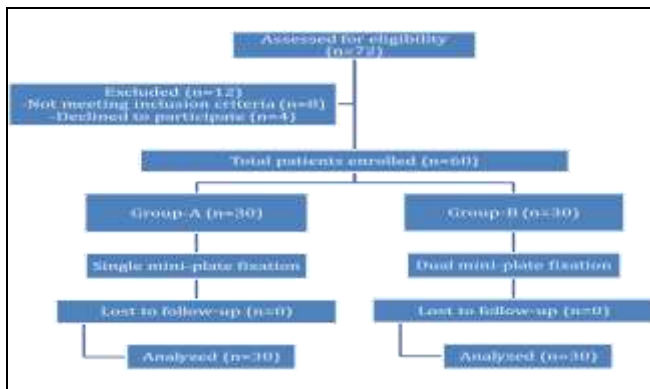 Assessed for eligibility
(n=72)
Excluded (n=12)
-Not meeting inclusion criteria (n=8)
-Declined to participate (n=4)
Total patients enrolled (n=60)
Group-A (n=30)
Group-B (n=30)
Single mini-plate fixation
Dual mini-plate fixation
Lost to follow-up (n=0)
Lost to follow-up (n=0)
Analyzed (n=30)
Analyzed (n=30)